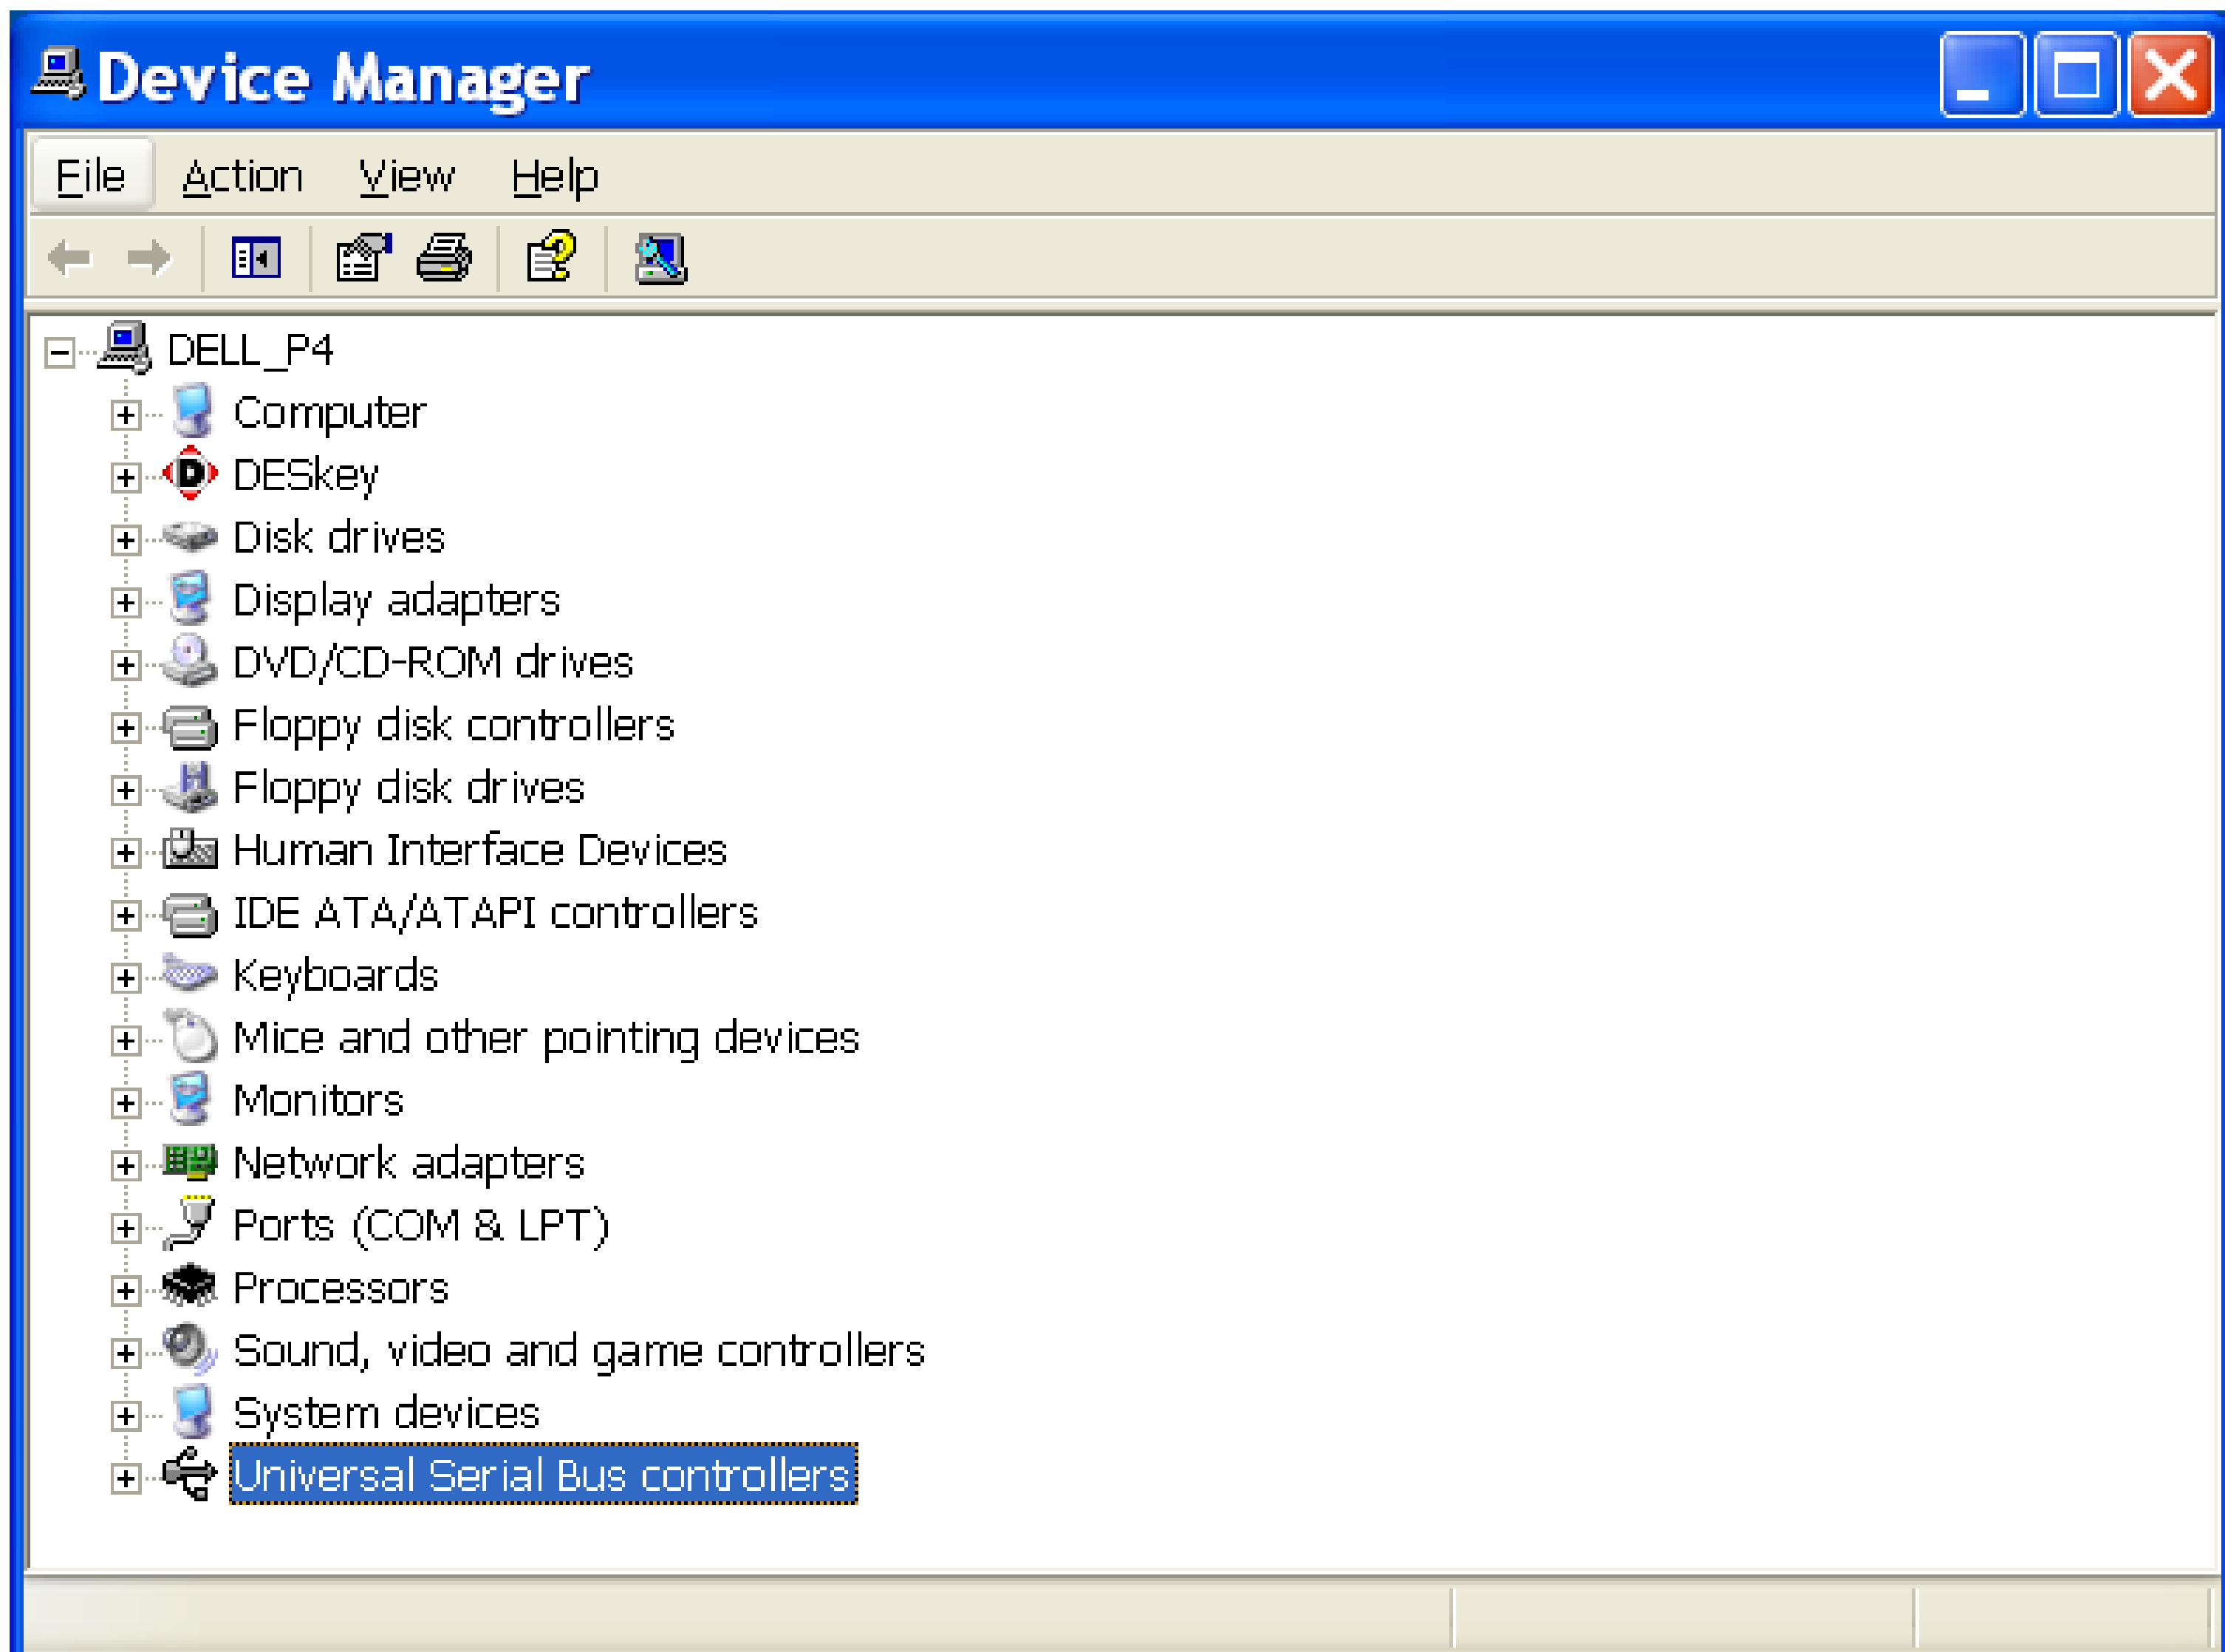 Device Manager
File Action View Help
DELL_P4
Computer
D DESkey
Disk drives
Display adapters
DVD/CD-ROM drives
Floppy disk controllers
Floppy disk drives
Human Interface Devices
IDE ATA/ATAPI controllers
Keyboards
Mice and other pointing devices
Monitors
Network adapters
Ports (COM & LPT)
Processors
Sound, video and game controllers
System devices
Universal Serial Bus controllers